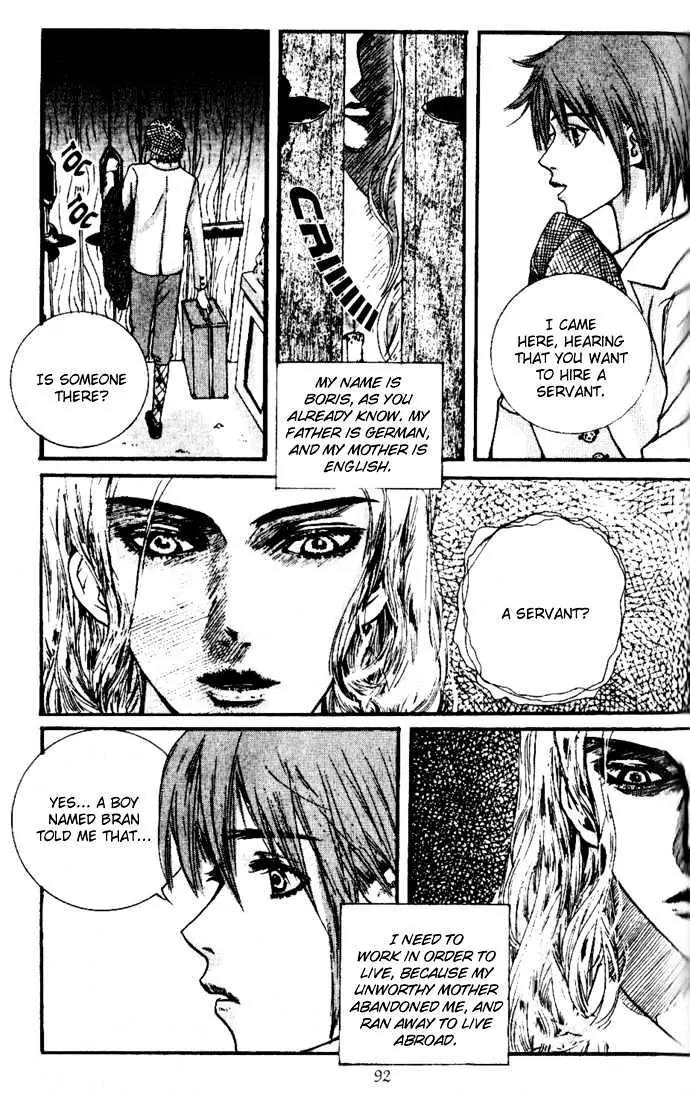 TOC
TOC
IS SOMEONE
THERE?
CRIIIIIII
MY NAME IS
BORIS, AS YOU
ALREADY KNOW. MY
FATHER IS GERMAN,
AND MY MOTHER IS
ENGLISH.
I CAME
HERE, HEARING
THAT YOU WANT
TO HIRE A
SERVANT.
A SERVANT?
YES... A BOY
NAMED BRAN
TOLD ME THAT...
I NEED TO
WORK IN ORDER TO
LIVE, BECAUSE MY
UNWORTHY MOTHER
ABANDONED ME, AND
RAN AWAY TO LIVE
ABROAD.
92